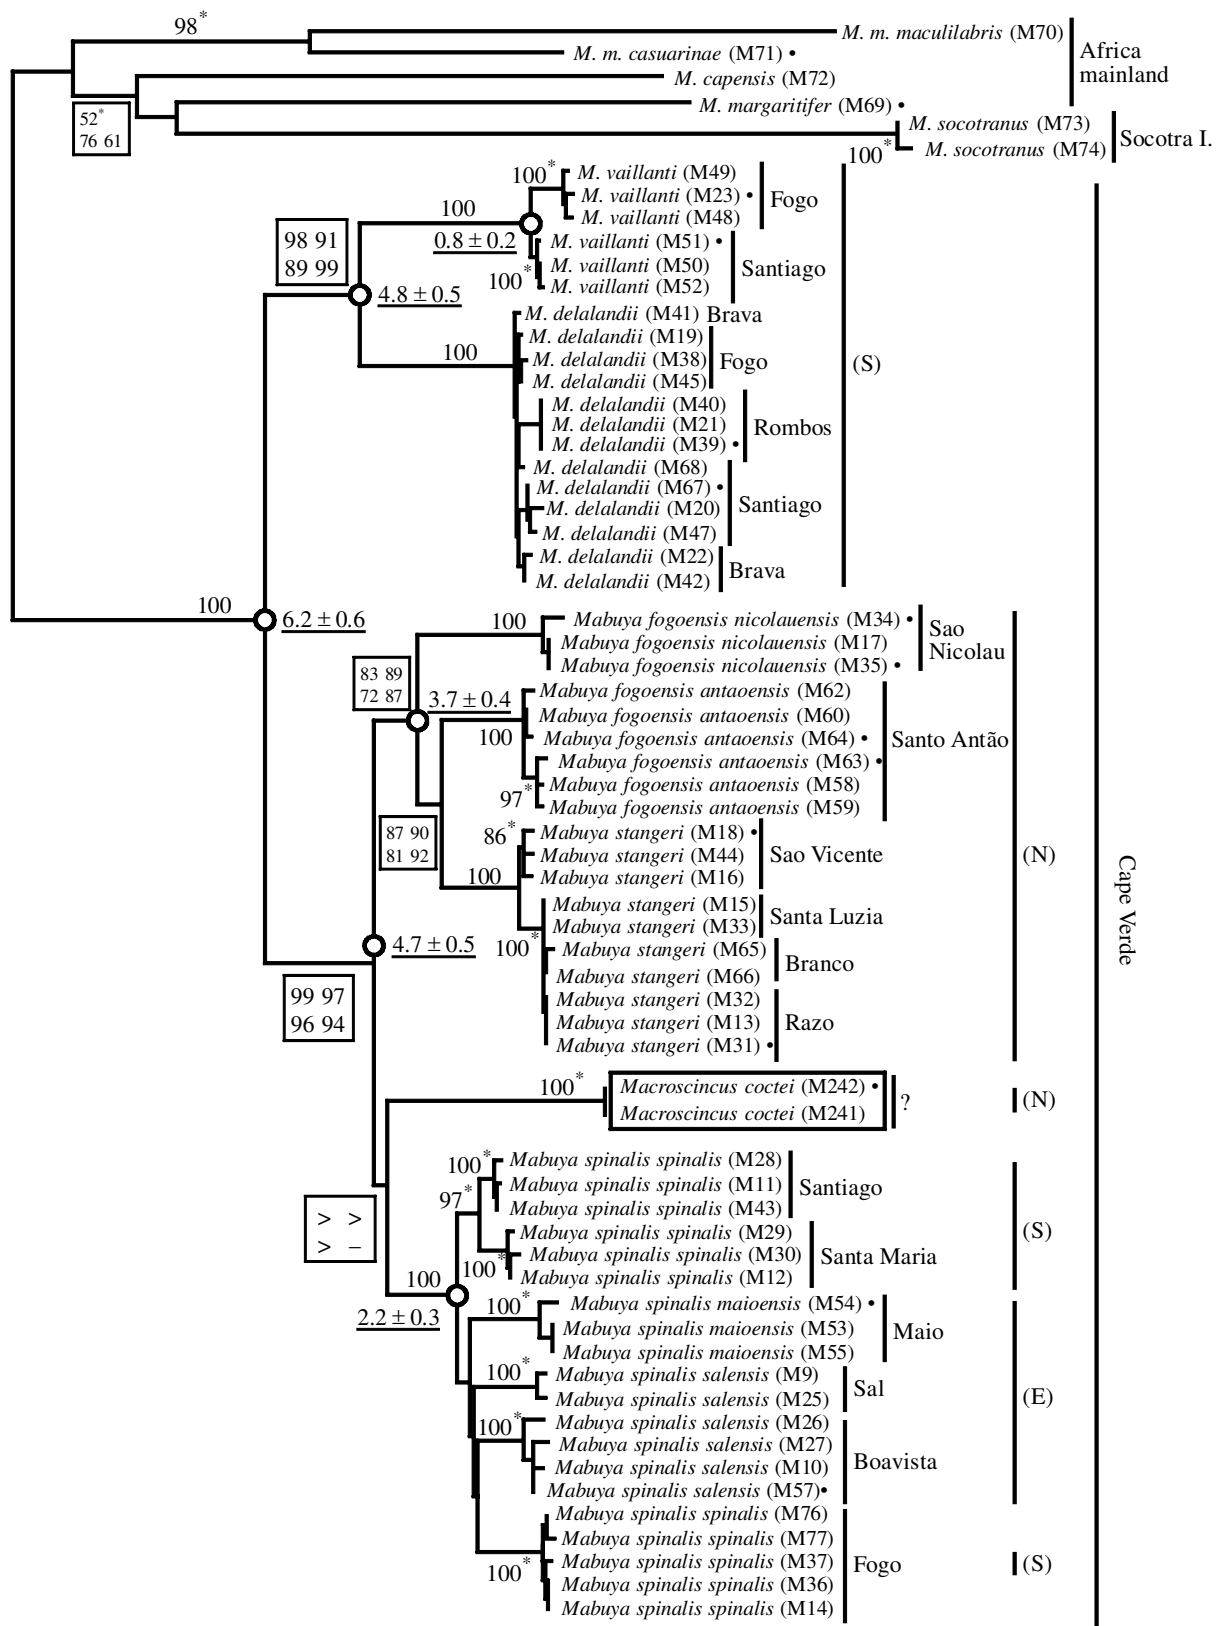 98*
M. m. maculilabris (M70)
M. m. casuarinae (M71) •
Africa
mainland
M. capensis (M72)
M. margaritifer (M69) •
52*
76 61
M. socotranus (M73)
Socotra I.
100*
M. socotranus (M74)
100*
M. vaillanti (M49)
M. vaillanti (M23) •
Fogo
M. vaillanti (M48)
100
98 91
89 99
0.8 ± 0.2
M. vaillanti (M51) •
M. vaillanti (M50)
Santiago
100*
M. vaillanti (M52)
4.8 ± 0.5
M. delalandii (M41) Brava
M. delalandii (M19)
100
M. delalandii (M38)
Fogo
(S)
M. delalandii (M45)
M. delalandii (M40)
M. delalandii (M21)
Rombos
M. delalandii (M39) •
M. delalandii (M68)
M. delalandii (M67) •
M. delalandii (M20)
Santiago
M. delalandii (M47)
M. delalandii (M22)
Brava
M. delalandii (M42)
100
6.2 ± 0.6
100
Mabuya fogoensis nicolauensis (M34) •
Sao
Nicolau
Mabuya fogoensis nicolauensis (M17)
Mabuya fogoensis nicolauensis (M35) •
83 89
72 87
3.7 ± 0.4
Mabuya fogoensis antaoensis (M62)
Mabuya fogoensis antaoensis (M60)
100
Mabuya fogoensis antaoensis (M64) •
Santo Antão
Mabuya fogoensis antaoensis (M63) •
Mabuya fogoensis antaoensis (M58)
97*
Mabuya fogoensis antaoensis (M59)
87 90
81 92
86*
Mabuya stangeri (M18) •
Mabuya stangeri (M44)
Sao Vicente
(N)
100
Mabuya stangeri (M16)
Mabuya stangeri (M15)
Santa Luzia
Mabuya stangeri (M33)
100*
Mabuya stangeri (M65)
Branco
Mabuya stangeri (M66)
4.7 ± 0.5
Mabuya stangeri (M32)
Mabuya stangeri (M13)
Razo
Mabuya stangeri (M31) •
99 97
96 94
Cape Verde
100*
Macroscincus coctei (M242) •
?
(N)
Macroscincus coctei (M241)
100*
Mabuya spinalis spinalis (M28)
Mabuya spinalis spinalis (M11)
Santiago
97*
Mabuya spinalis spinalis (M43)
> >
> –
Mabuya spinalis spinalis (M29)
(S)
Mabuya spinalis spinalis (M30)
Santa Maria
100*
Mabuya spinalis spinalis (M12)
100
2.2 ± 0.3
100*
Mabuya spinalis maioensis (M54) •
Mabuya spinalis maioensis (M53)
Maio
Mabuya spinalis maioensis (M55)
100*
Mabuya spinalis salensis (M9)
Sal
(E)
Mabuya spinalis salensis (M25)
100*
Mabuya spinalis salensis (M26)
Mabuya spinalis salensis (M27)
Boavista
Mabuya spinalis salensis (M10)
Mabuya spinalis salensis (M57)•
Mabuya spinalis spinalis (M76)
Mabuya spinalis spinalis (M77)
100*
Mabuya spinalis spinalis (M37)
Fogo
(S)
Mabuya spinalis spinalis (M36)
Mabuya spinalis spinalis (M14)